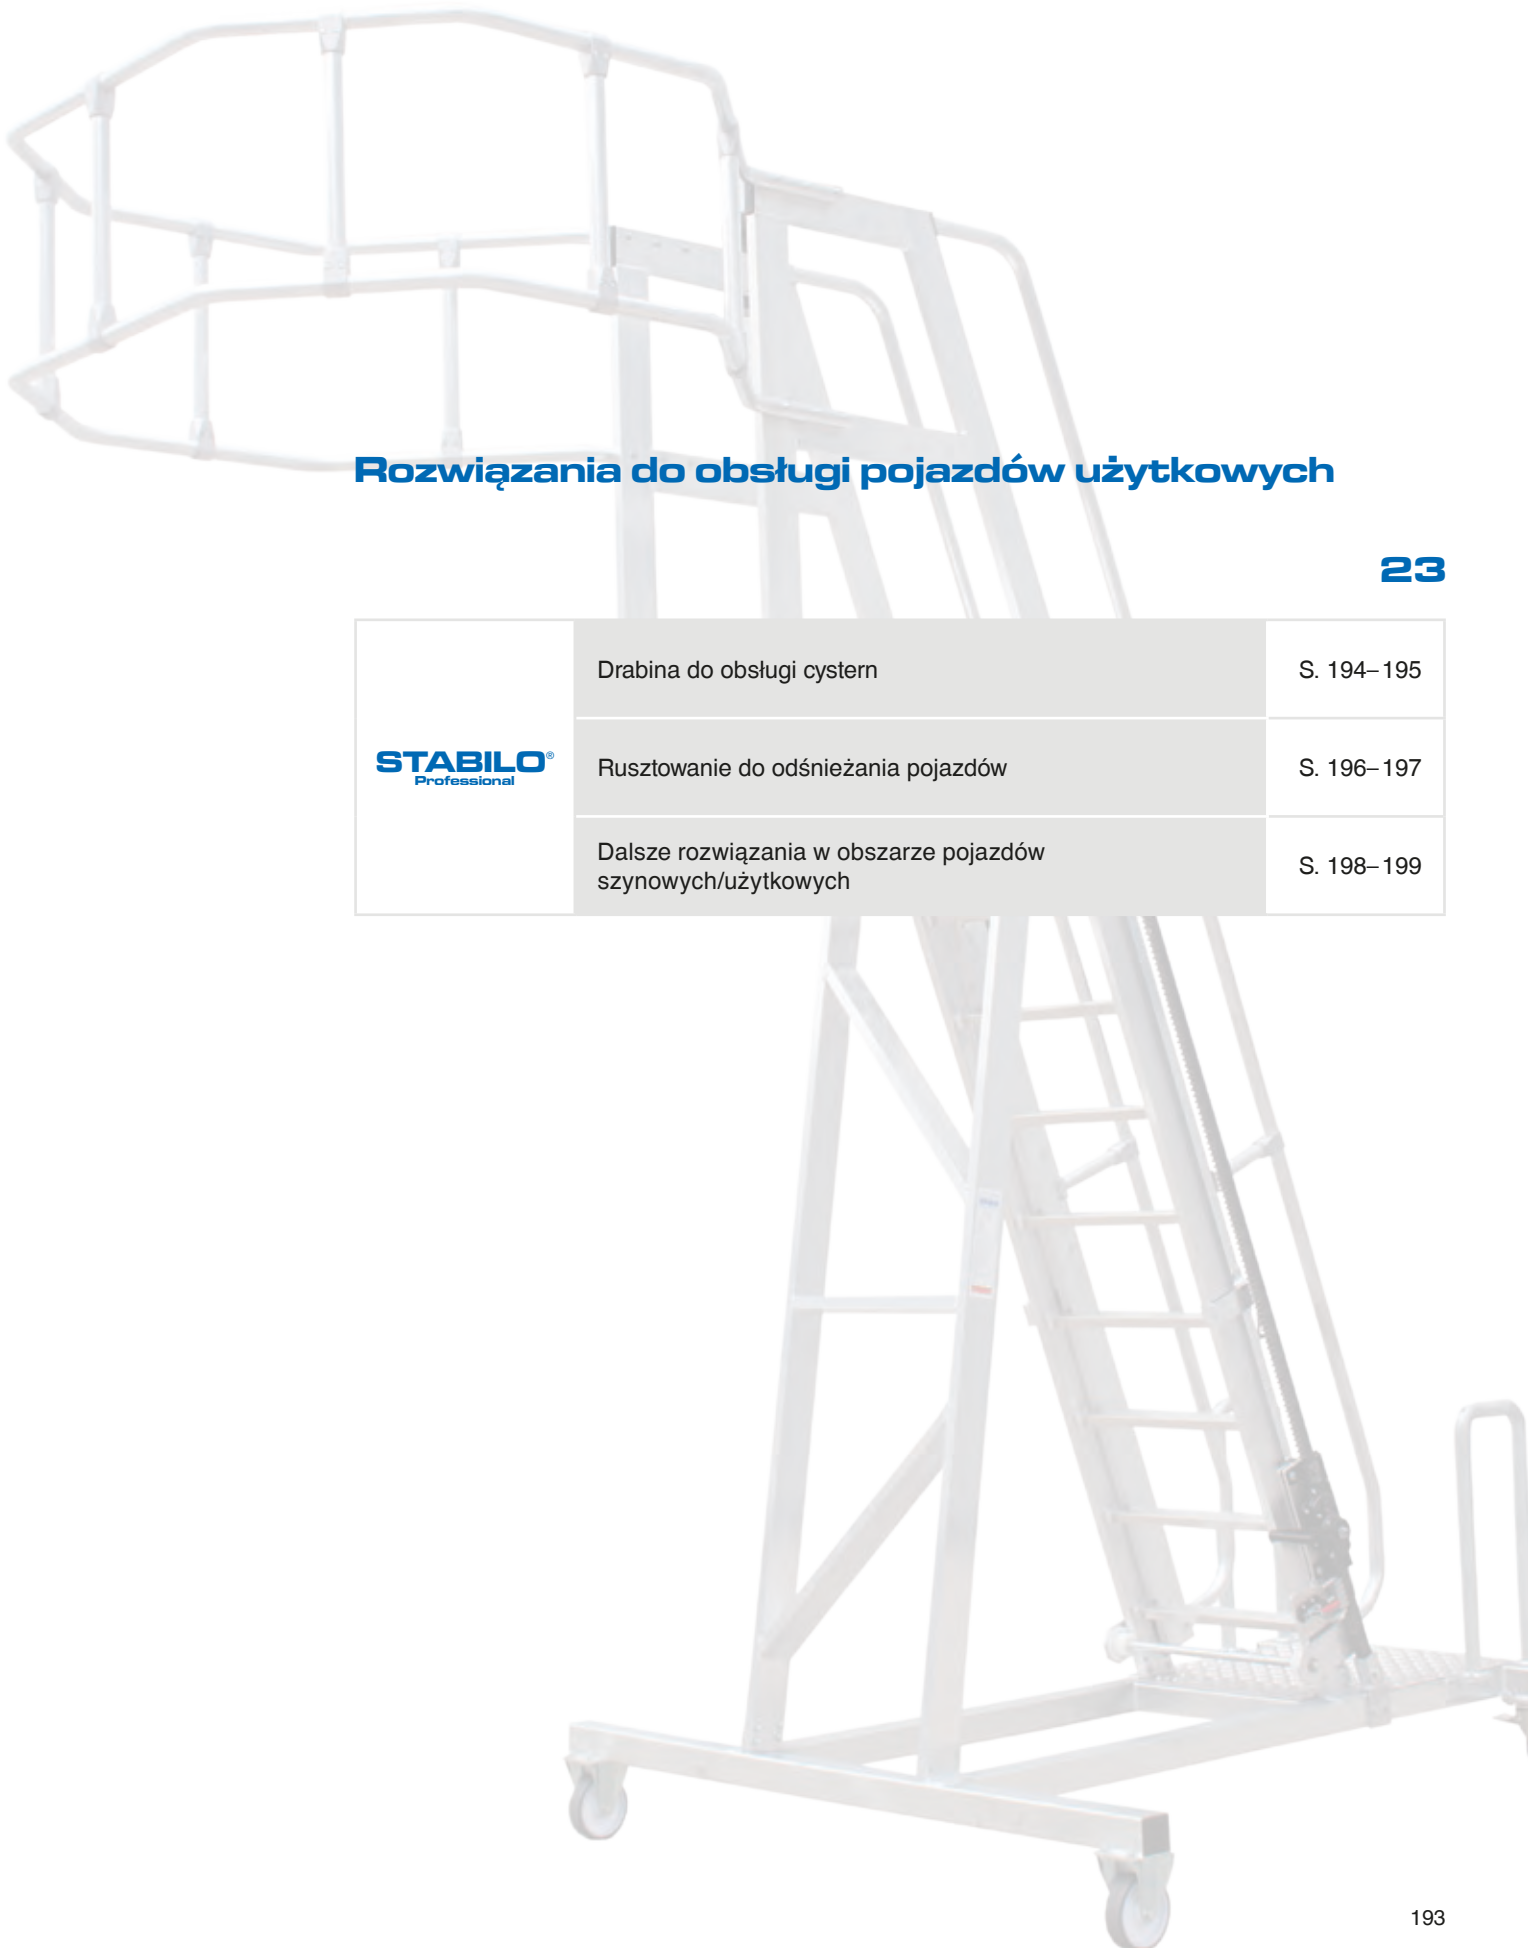 Rozwiązania do obsługi pojazdów użytkowych
23
STABILO®
Professional
Drabina do obsługi cystern
S. 194–195
Rusztowanie do odśnieżania pojazdów
S. 196–197
Dalsze rozwiązania w obszarze pojazdów
szynowych/użytkowych
S. 198–199
193